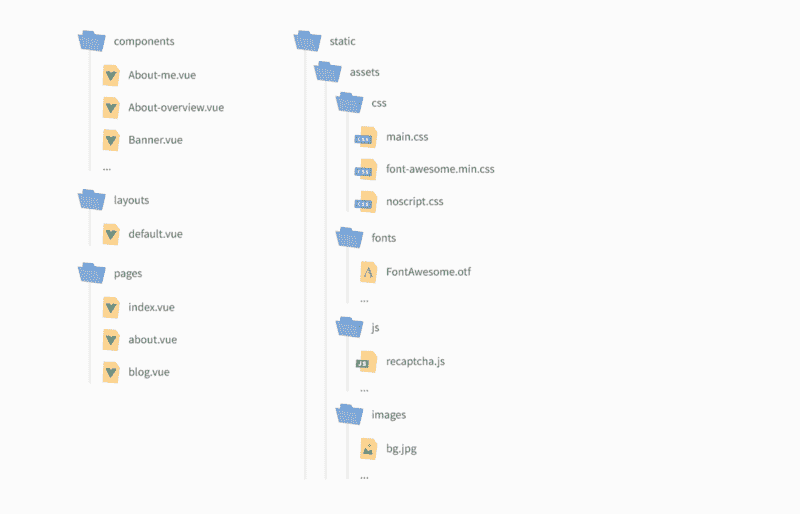 components
About-me.vue
About-overview.vue
Banner.vue
...
layouts
default.vue
pages
index.vue
about.vue
blog.vue
static
assets
css
CSS main.css
CSS font-awesome.min.css
CSS noscript.css
fonts
A FontAwesome.otf
...
js
JS recaptcha.js
...
images
bg.jpg
...